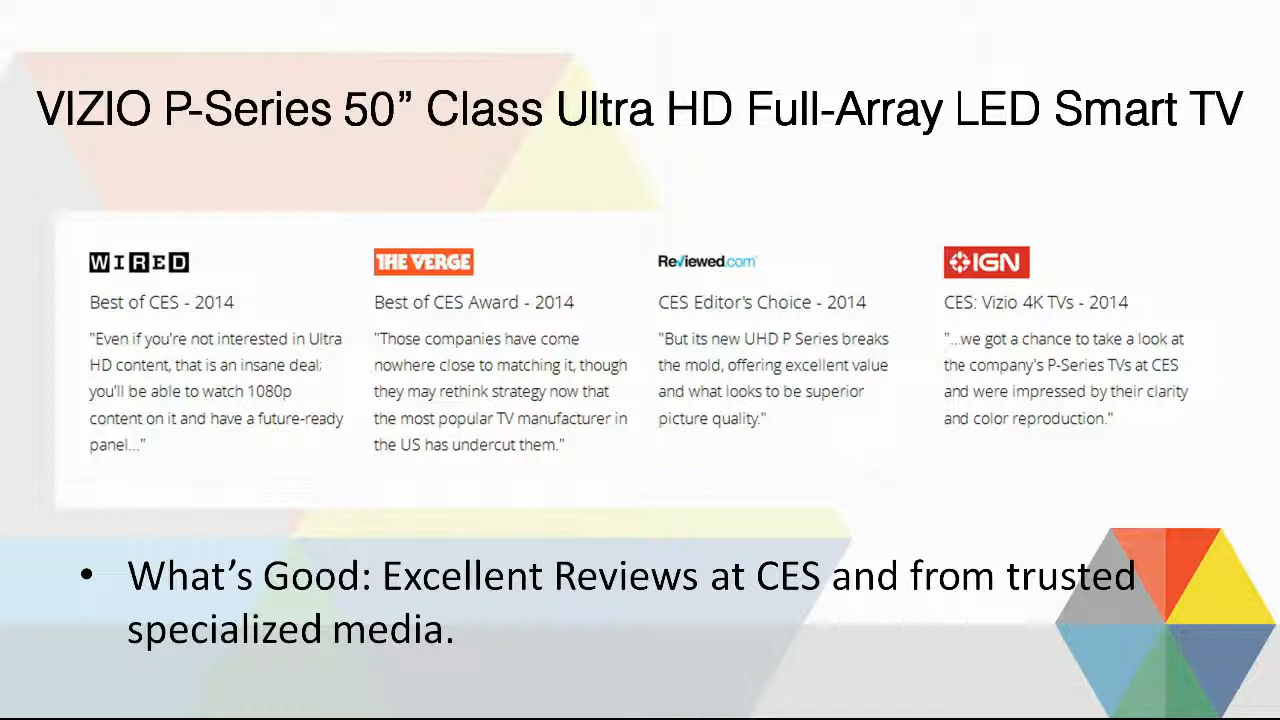 VIZIO P-Series 50” Class Ultra HD Full-Array LED Smart TV
WIRED
Best of CES - 2014
"Even if you're not interested in Ultra
HD content, that is an insane deal;
you'll be able to watch 1080p
content on it and have a future-ready
panel..."
THE VERGE
Best of CES Award - 2014
"Those companies have come
nowhere close to matching it, though
they may rethink strategy now that
the most popular TV manufacturer in
the US has undercut them."
Reviewed.com
CES Editor's Choice - 2014
"But its new UHD P Series breaks
the mold, offering excellent value
and what looks to be superior
picture quality."
IGN
CES: Vizio 4K TVs - 2014
"...we got a chance to take a look at
the company's P-Series TVs at CES
and were impressed by their clarity
and color reproduction."
• What’s Good: Excellent Reviews at CES and from trusted
specialized media.